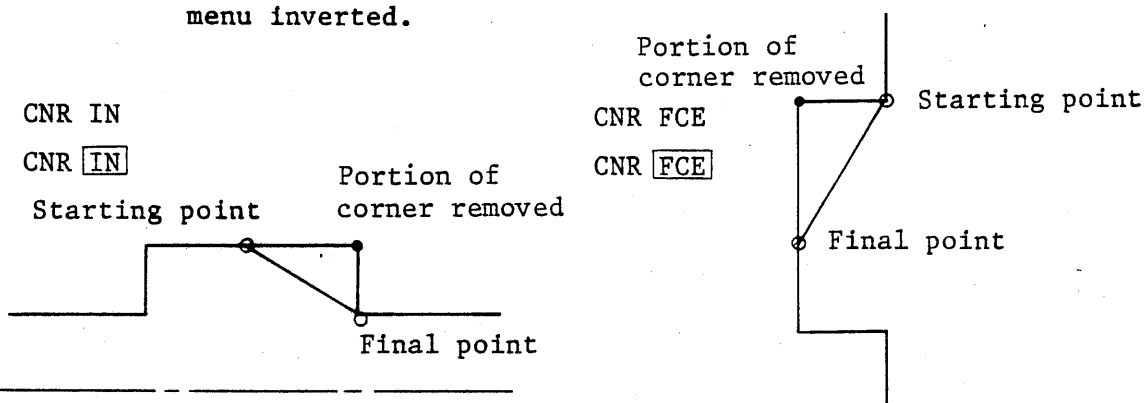 menu inverted.
CNR IN
CNR IN
Starting point
Portion of
corner removed
Final point
Portion of
corner removed
CNR FCE
CNR FCE
Starting point
Final point